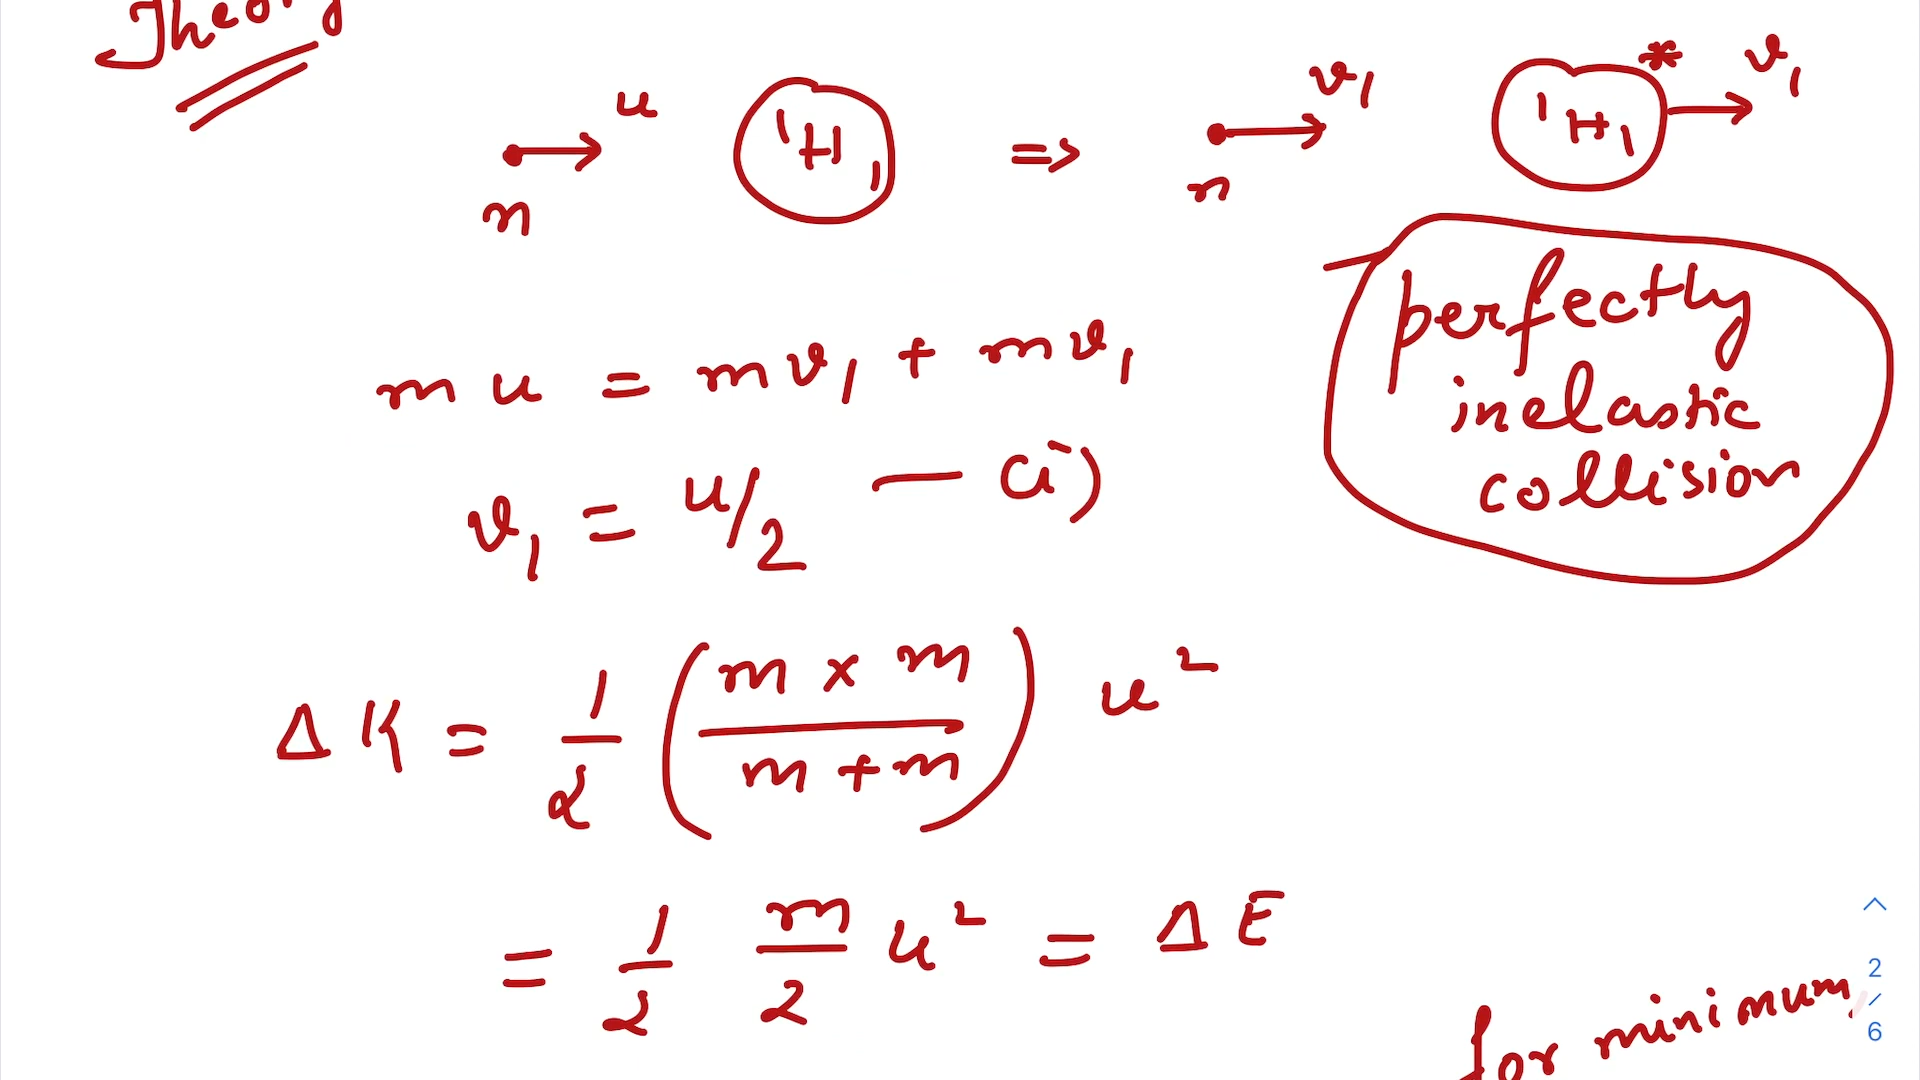 Theory
u ¹H₁ ⇒ v₁ ¹H₁* v₁
n n
perfectly
inelastic
collision
mu = mv₁ + mv₁
v₁ = u/2 — (i)
ΔK = 1/2 (m × m / m + m) u²
= 1/2 m/2 u² = ΔE
for minimum
2
/
6